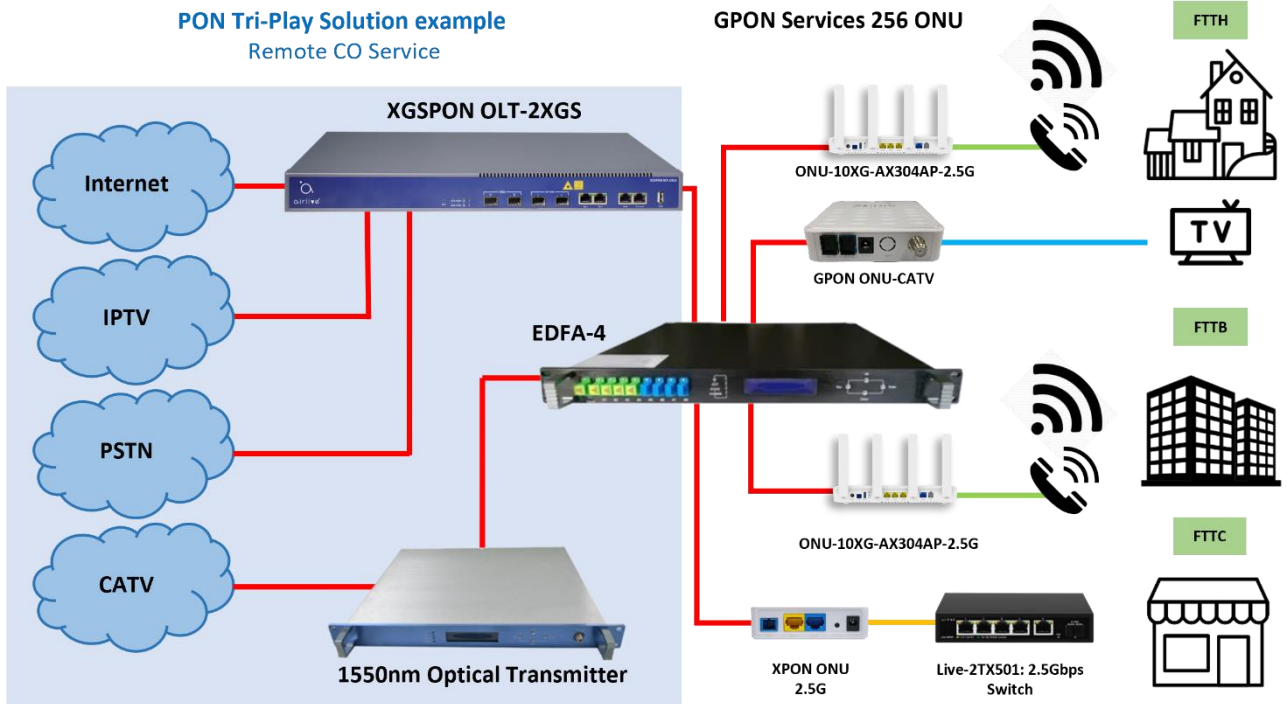 PON Tri-Play Solution example
Remote CO Service
GPON Services 256 ONU
FTTH
XGSPON OLT-2XGS
Internet
airlive
ONU-10XG-AX304AP-2.5G
TV
GPON ONU-CATV
IPTV
EDFA-4
FTTB
PSTN
ONU-10XG-AX304AP-2.5G
FTTC
CATV
1550nm Optical Transmitter
XPON ONU
2.5G
Live-2TX501: 2.5Gbps
Switch